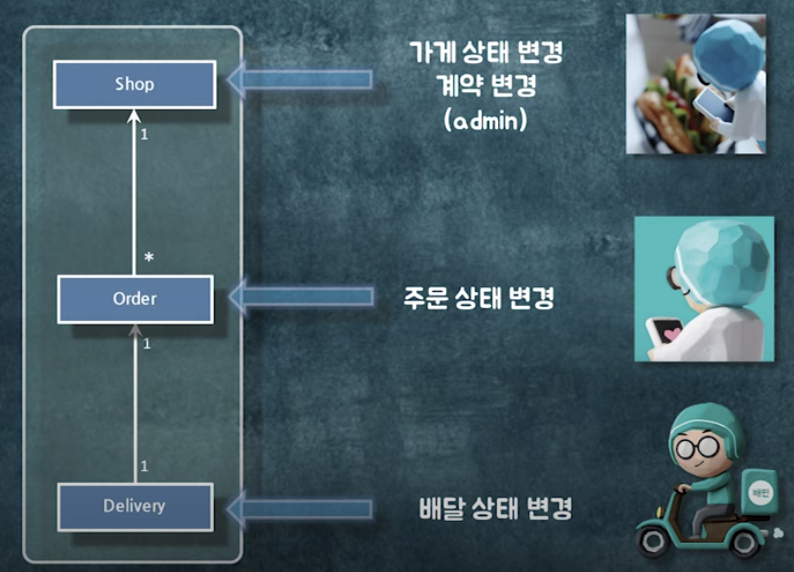 Shop
가게 상태 변경
계약 변경
(admin)
1
*
Order
주문 상태 변경
1
1
Delivery
배달 상태 변경
배민